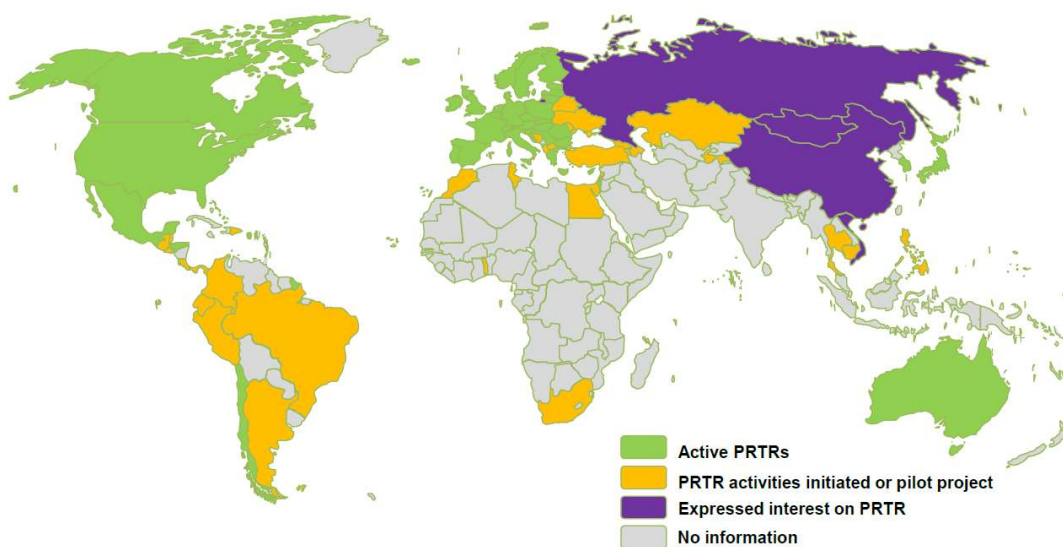 Active PRTRs
PRTR activities initiated or pilot project
Expressed interest on PRTR
No information